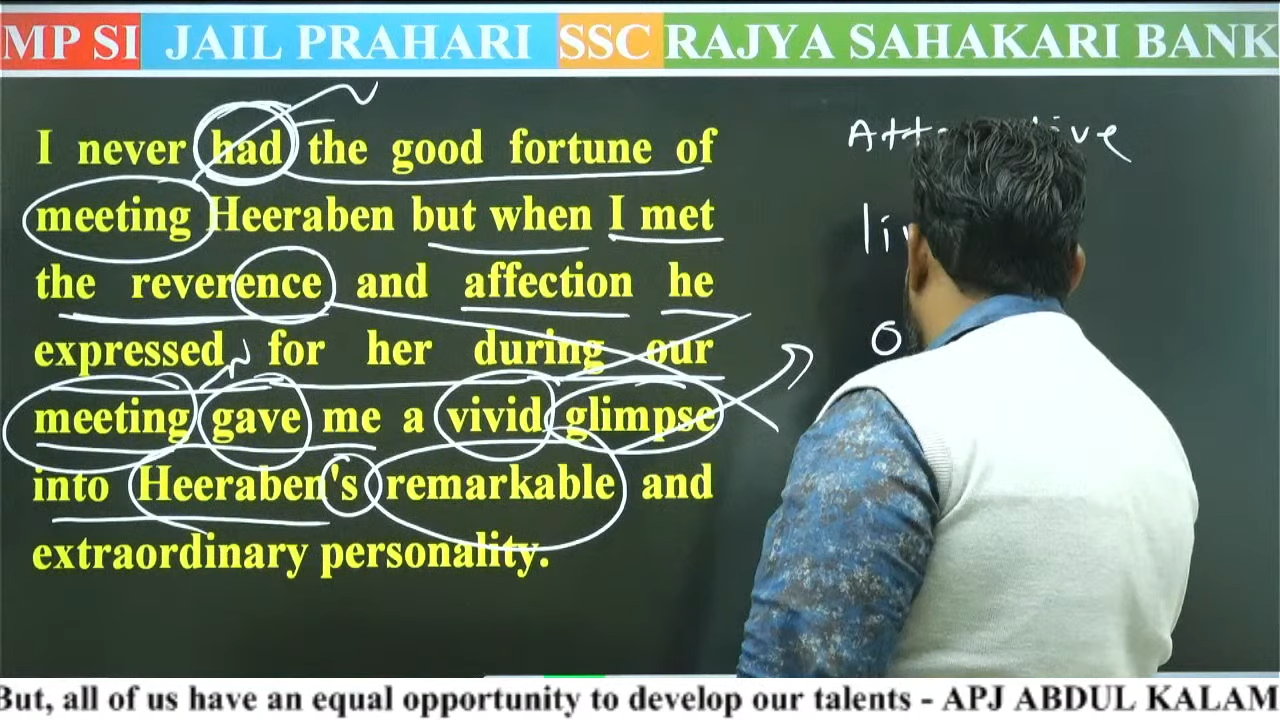 MP SI JAIL PRAHARI SSC RAJYA SAHAKARI BANK
I never had the good fortune of
meeting Heeraben but when I met
the reverence and affection he
expressed for her during our
meeting gave me a vivid glimpse
into Heeraben's remarkable and
extraordinary personality.
But, all of us have an equal opportunity to develop our talents - APJ ABDUL KALAM